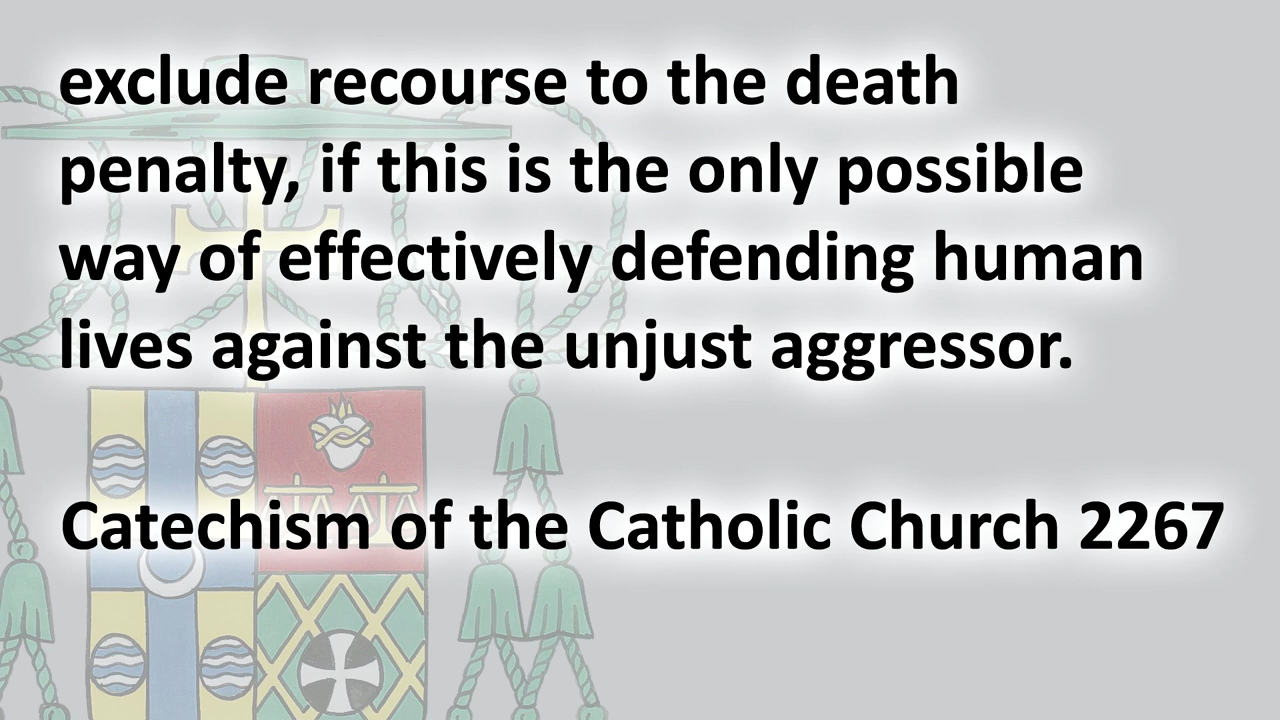 exclude recourse to the death
penalty, if this is the only possible
way of effectively defending human
lives against the unjust aggressor.
Catechism of the Catholic Church 2267